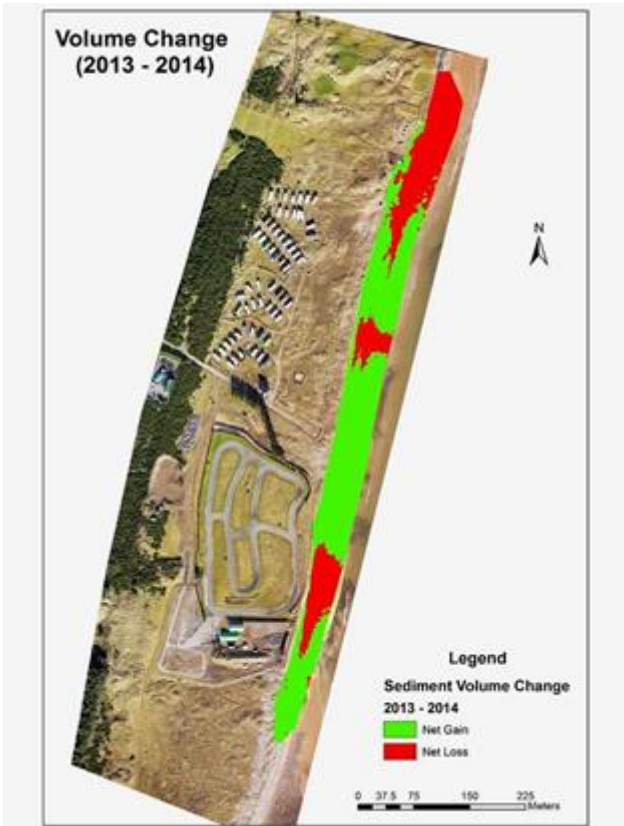 Volume Change
(2013 - 2014)
N
Legend
Sediment Volume Change
2013 - 2014
Net Gain
Net Loss
0 37.5 75 150 225
Meters